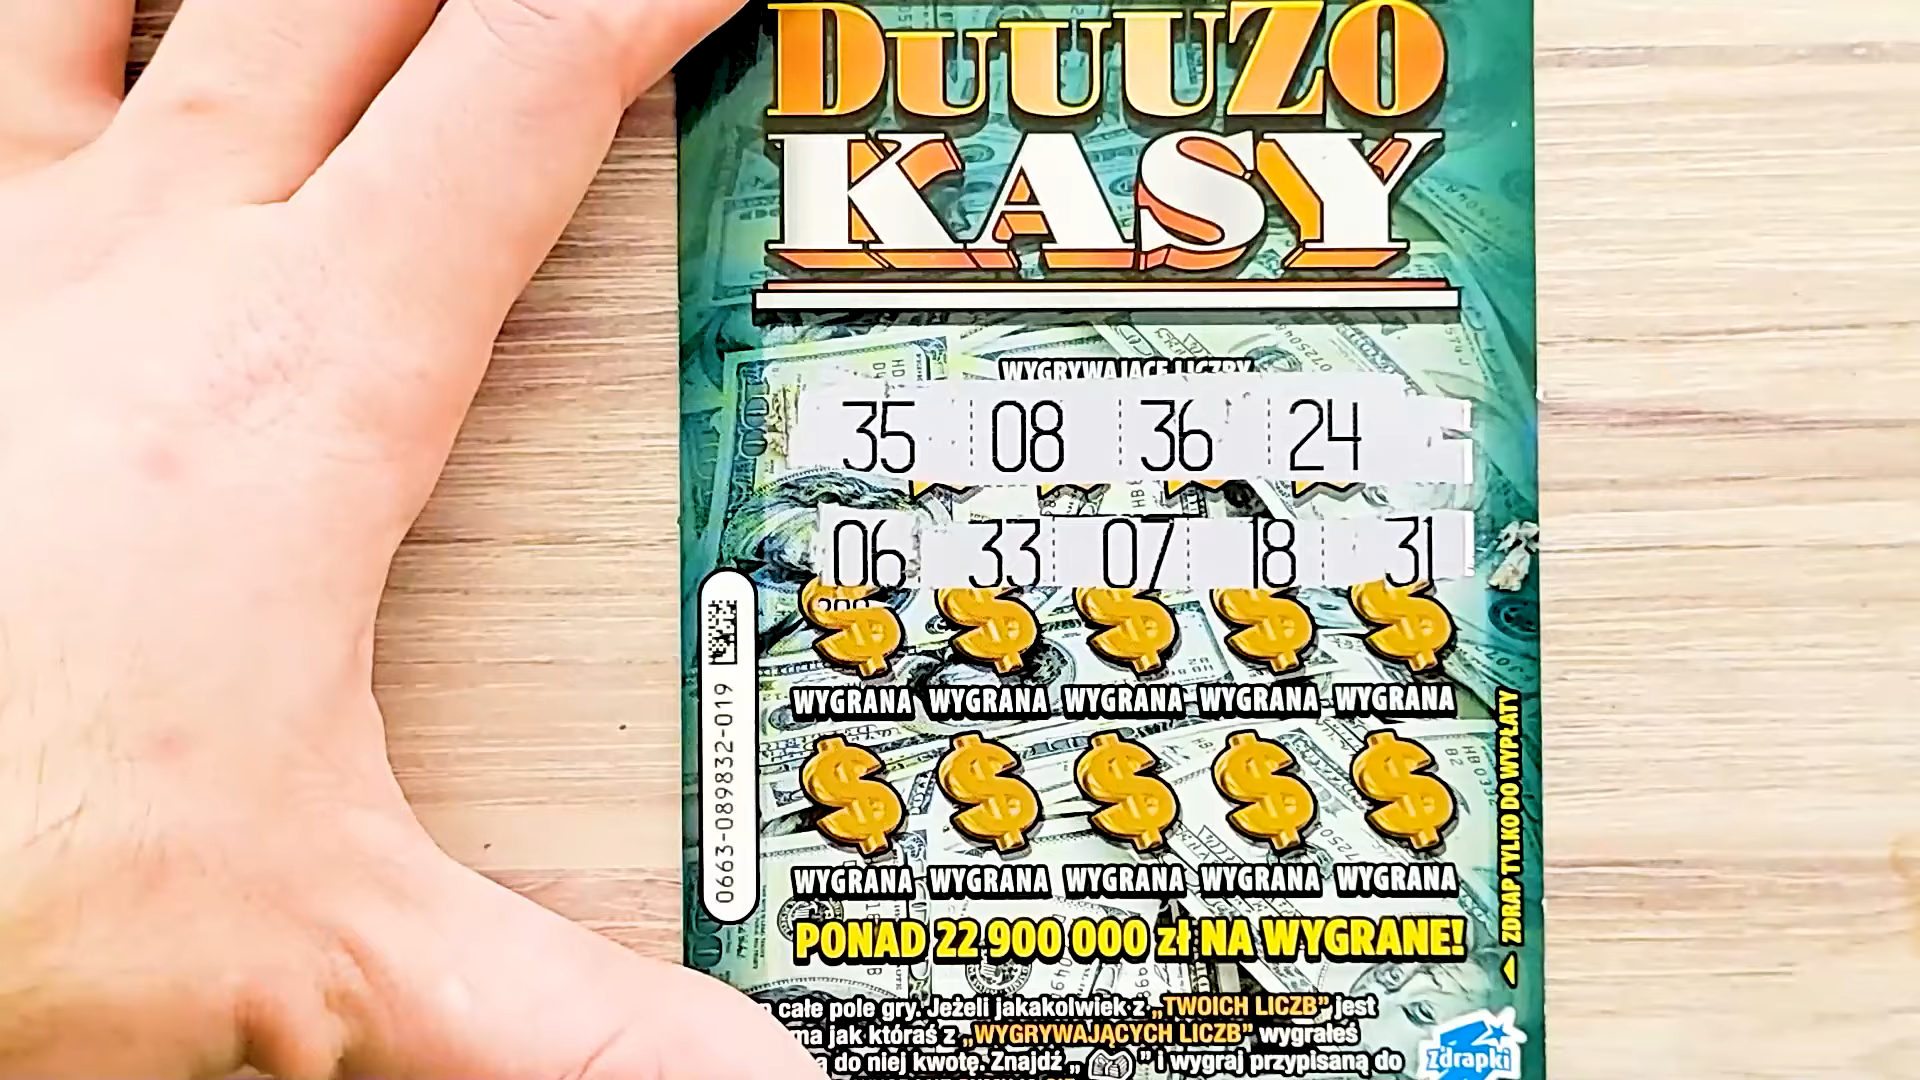 DUUUZO
KASY
WYGRYWAJĄCE LICZBY
35 08 36 24
06 33 07 18 31
WYGRANA WYGRANA WYGRANA WYGRANA WYGRANA
WYGRANA WYGRANA WYGRANA WYGRANA WYGRANA
PONAD 22 900 000 zł NA WYGRANE!
całe pole gry. Jeżeli jakakolwiek z „TWOICH LICZB” jest
jak któraś z „WYGRYWAJĄCYCH LICZB” wygrałeś
do niej kwotę. Znajdź „ ” i wygraj przypisaną do
Zdrapki
0663-089832-019
ZDRAP TYLKO DO WYPŁATY